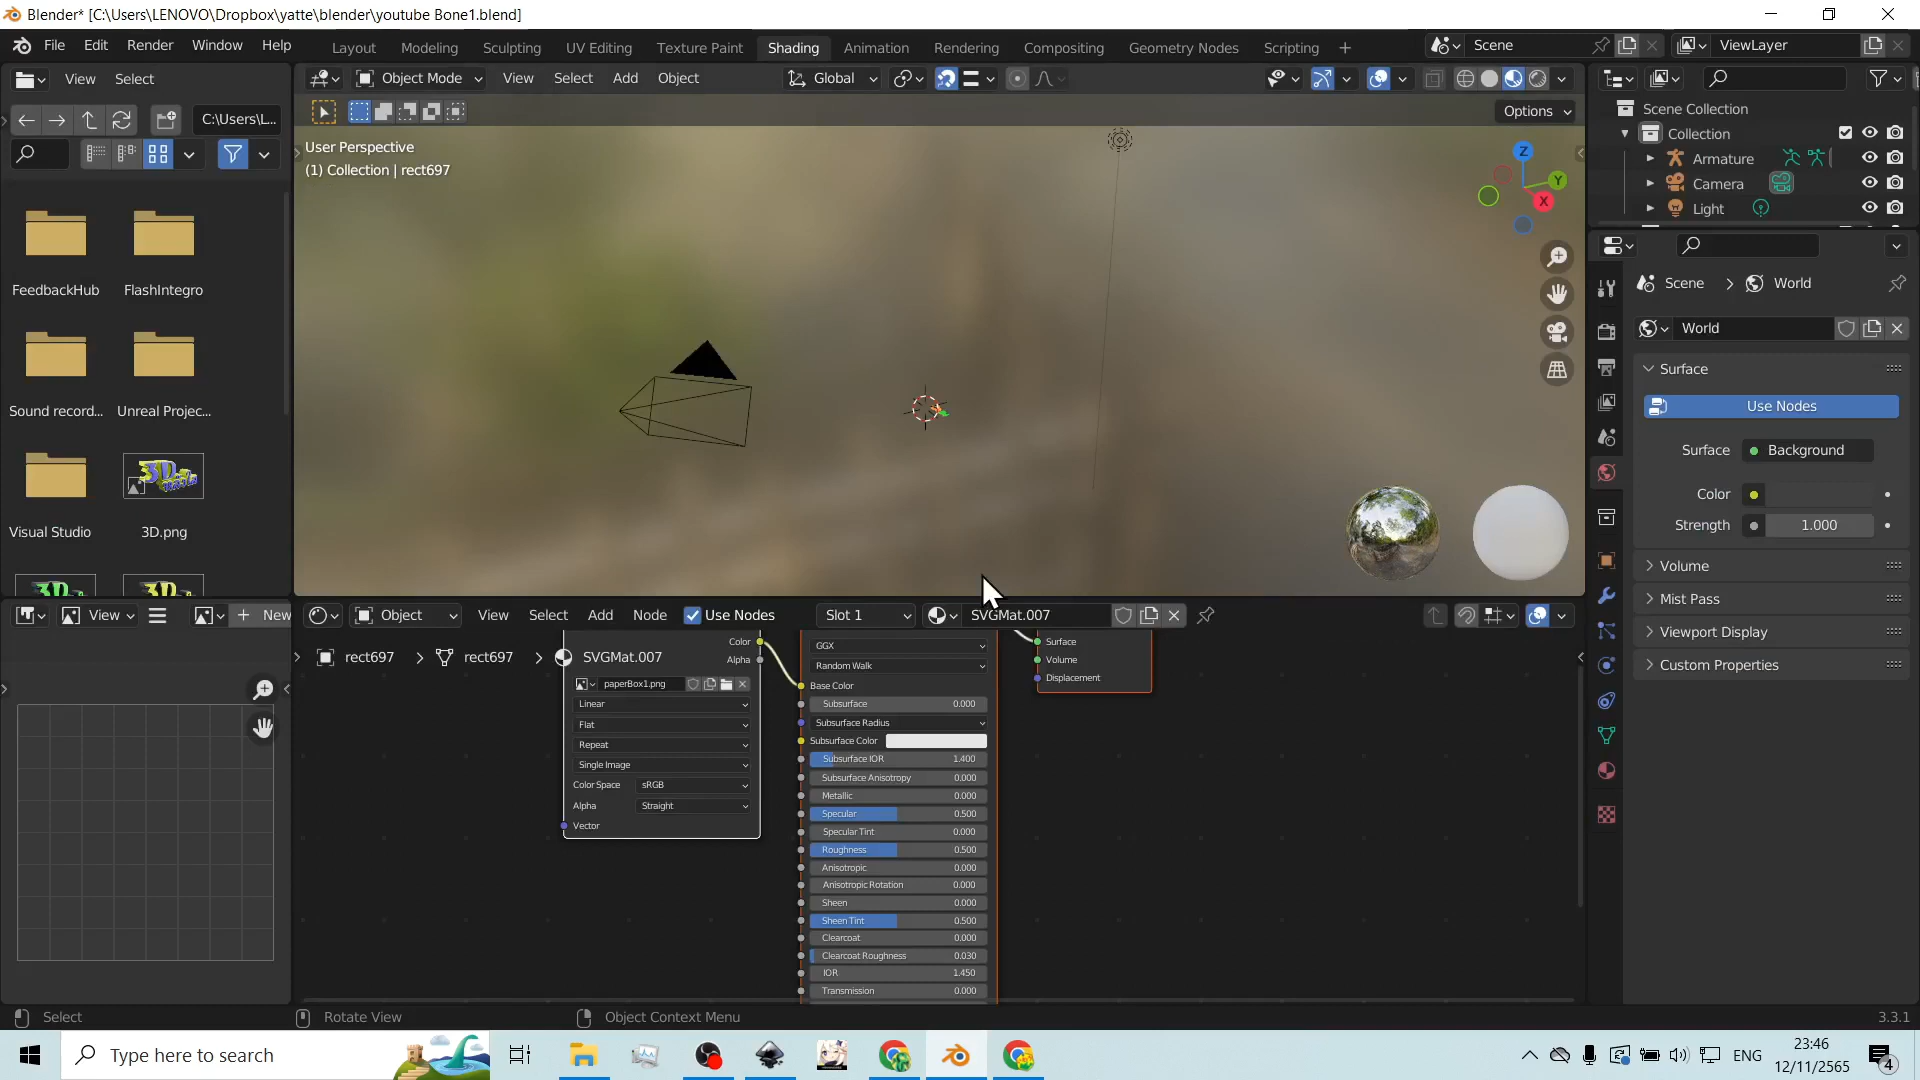 Blender* [C:\Users\LENOVO\Dropbox\yatte\blender\youtube Bone1.blend]
File Edit Render Window Help
Layout Modeling Sculpting UV Editing Texture Paint Shading Animation Rendering Compositing Geometry Nodes Scripting +
Scene
ViewLayer
View Select
Object Mode View Select Add Object
Global
C:\Users\L...
Options
User Perspective
(1) Collection | rect697
Z
Y
X
Scene Collection
Collection
Armature
Camera
Light
FeedbackHub
FlashIntegro
Sound record...
Unreal Projec...
Visual Studio
3D.png
Scene > World
World
Surface
Use Nodes
Surface Background
Color
Strength 1.000
Volume
Mist Pass
Viewport Display
Custom Properties
View
+ New
Object View Select Add Node Use Nodes Slot 1 SVGMat.007
rect697 > rect697 > SVGMat.007
Color
Alpha
paperBox1.png
Linear
Flat
Repeat
Single Image
Color Space sRGB
Alpha Straight
Vector
GGX
Random Walk
Base Color
Subsurface 0.000
Subsurface Radius
Subsurface Color
Subsurface IOR 1.400
Subsurface Anisotropy 0.000
Metallic 0.000
Specular 0.500
Specular Tint 0.000
Roughness 0.500
Anisotropic 0.000
Anisotropic Rotation 0.000
Sheen 0.000
Sheen Tint 0.500
Clearcoat 0.000
Clearcoat Roughness 0.030
IOR 1.450
Transmission 0.000
Surface
Volume
Displacement
Select
Rotate View
Object Context Menu
3.3.1
Type here to search
ENG
23:46
12/11/2565
4